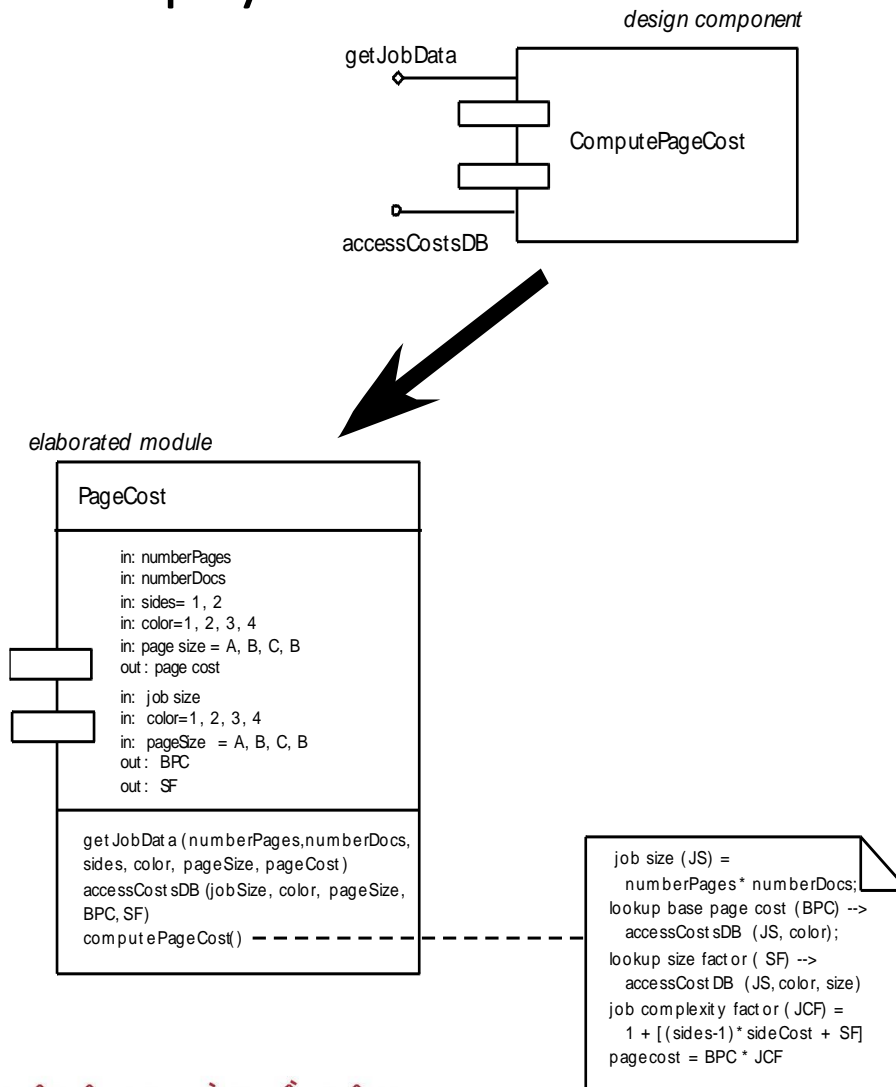 design component
getJobData
ComputePageCost
accessCostsDB
elaborated module
PageCost
in: numberPages
in: numberDocs
in: sides= 1, 2
in: color=1, 2, 3, 4
in: page size = A, B, C, B
out: page cost
in: job size
in: color=1, 2, 3, 4
in: pageSize = A, B, C, B
out: BPC
out: SF
getJobData (numberPages,numberDocs,
sides, color, pageSize, pageCost)
accessCostsDB (jobSize, color, pageSize,
BPC, SF)
computePageCost()
job size (JS) =
numberPages* numberDocs;
lookup base page cost (BPC) -->
accessCostsDB (JS, color);
lookup size factor (SF) -->
accessCostDB (JS, color, size)
job complexity factor (JCF) =
1 + [(sides-1)* sideCost + SF]
pagecost = BPC * JCF